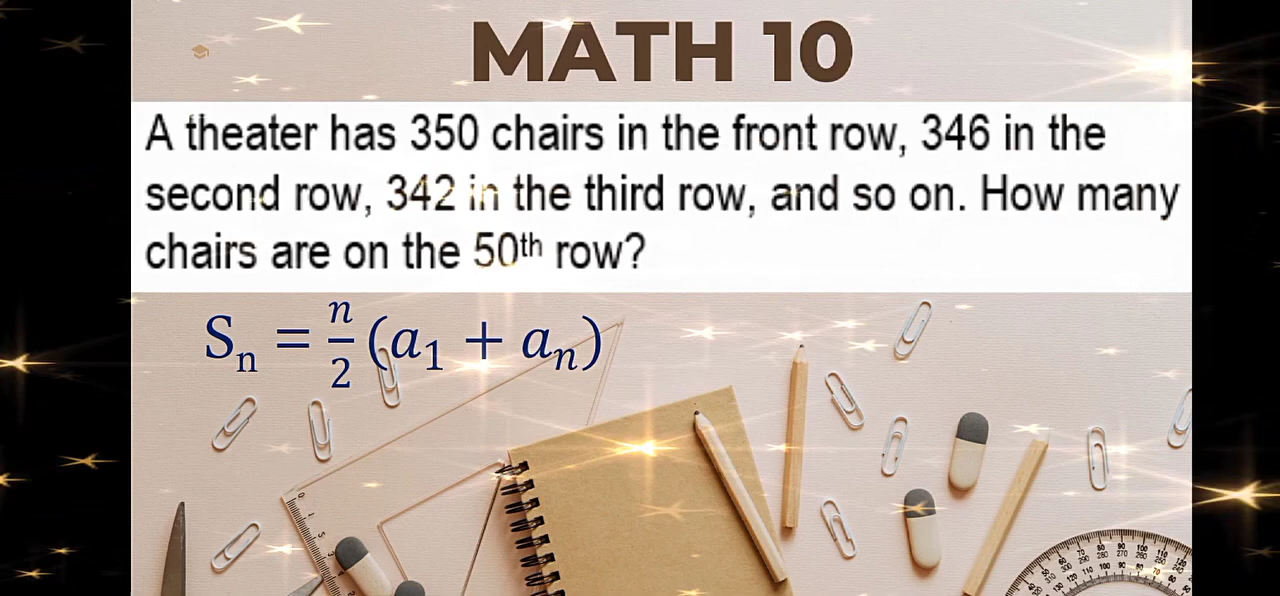 MATH 10
A theater has 350 chairs in the front row, 346 in the
second row, 342 in the third row, and so on. How many
chairs are on the 50th row?
Sₙ = n/2 (a₁ + aₙ)